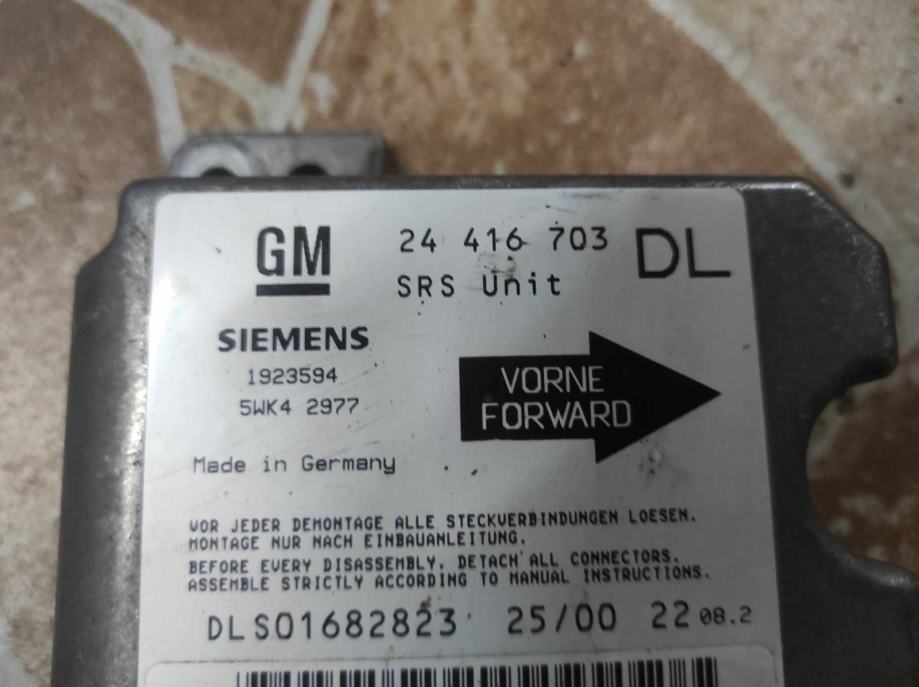 GM 24 416 703 DL
SRS Unit
SIEMENS
1923594
5WK4 2977
VORNE
FORWARD
Made in Germany
VOR JEDER DEMONTAGE ALLE STECKVERBINDUNGEN LOESEN.
MONTAGE NUR NACH EINBAUANLEITUNG.
BEFORE EVERY DISASSEMBLY, DETACH ALL CONNECTORS.
ASSEMBLE STRICTLY ACCORDING TO MANUAL INSTRUCTIONS.
DLS01682823 25/00 22 08.2